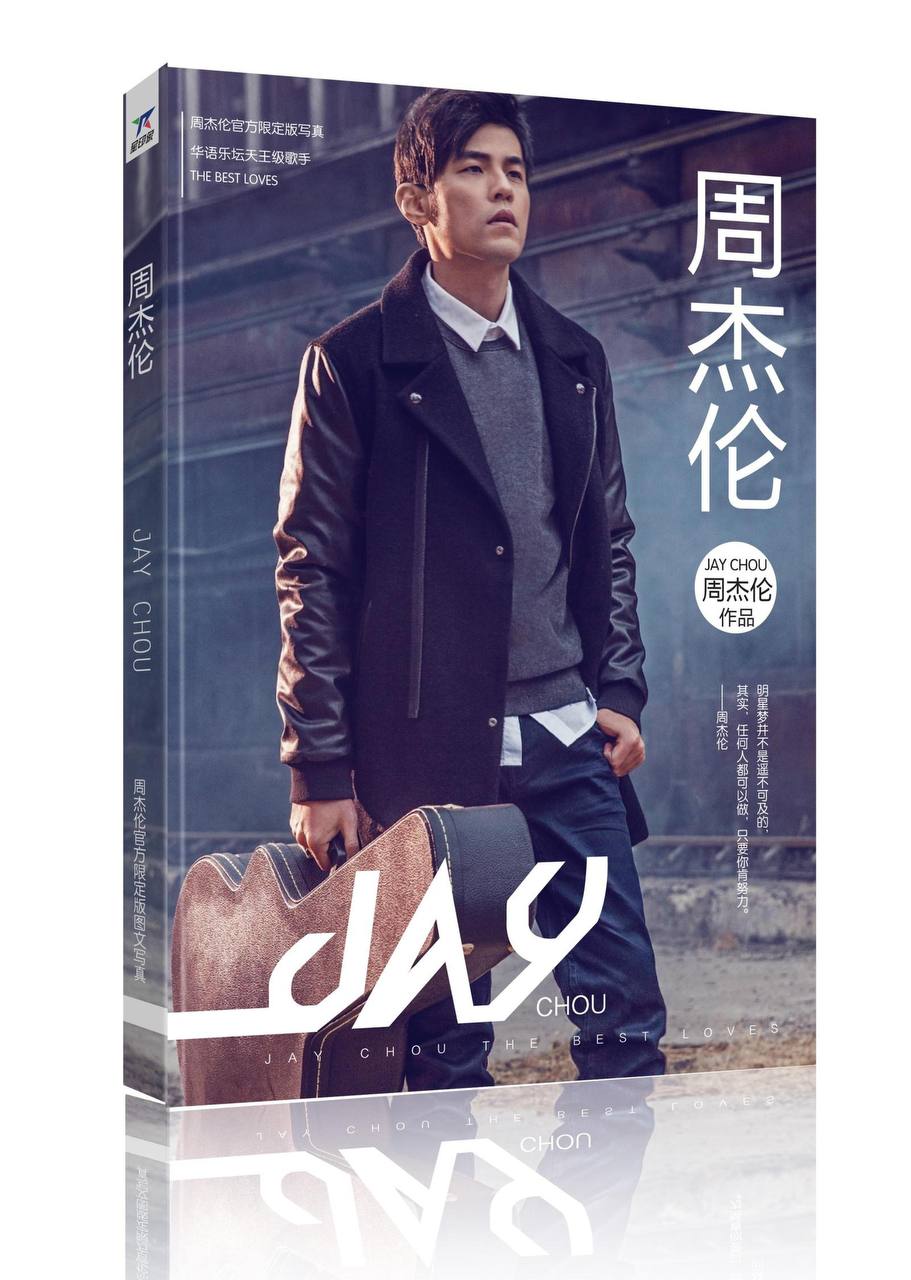 星印象
周杰伦
JAY CHOU
周杰伦官方限定版图文写真
周杰伦官方限定版写真
华语乐坛天王级歌手
THE BEST LOVES
周杰伦
JAY CHOU
周杰伦
作品
明星梦并不是遥不可及的，
其实，任何人都可以做，只要你肯努力。
——周杰伦
JAY
CHOU
JAY CHOU THE BEST LOVES